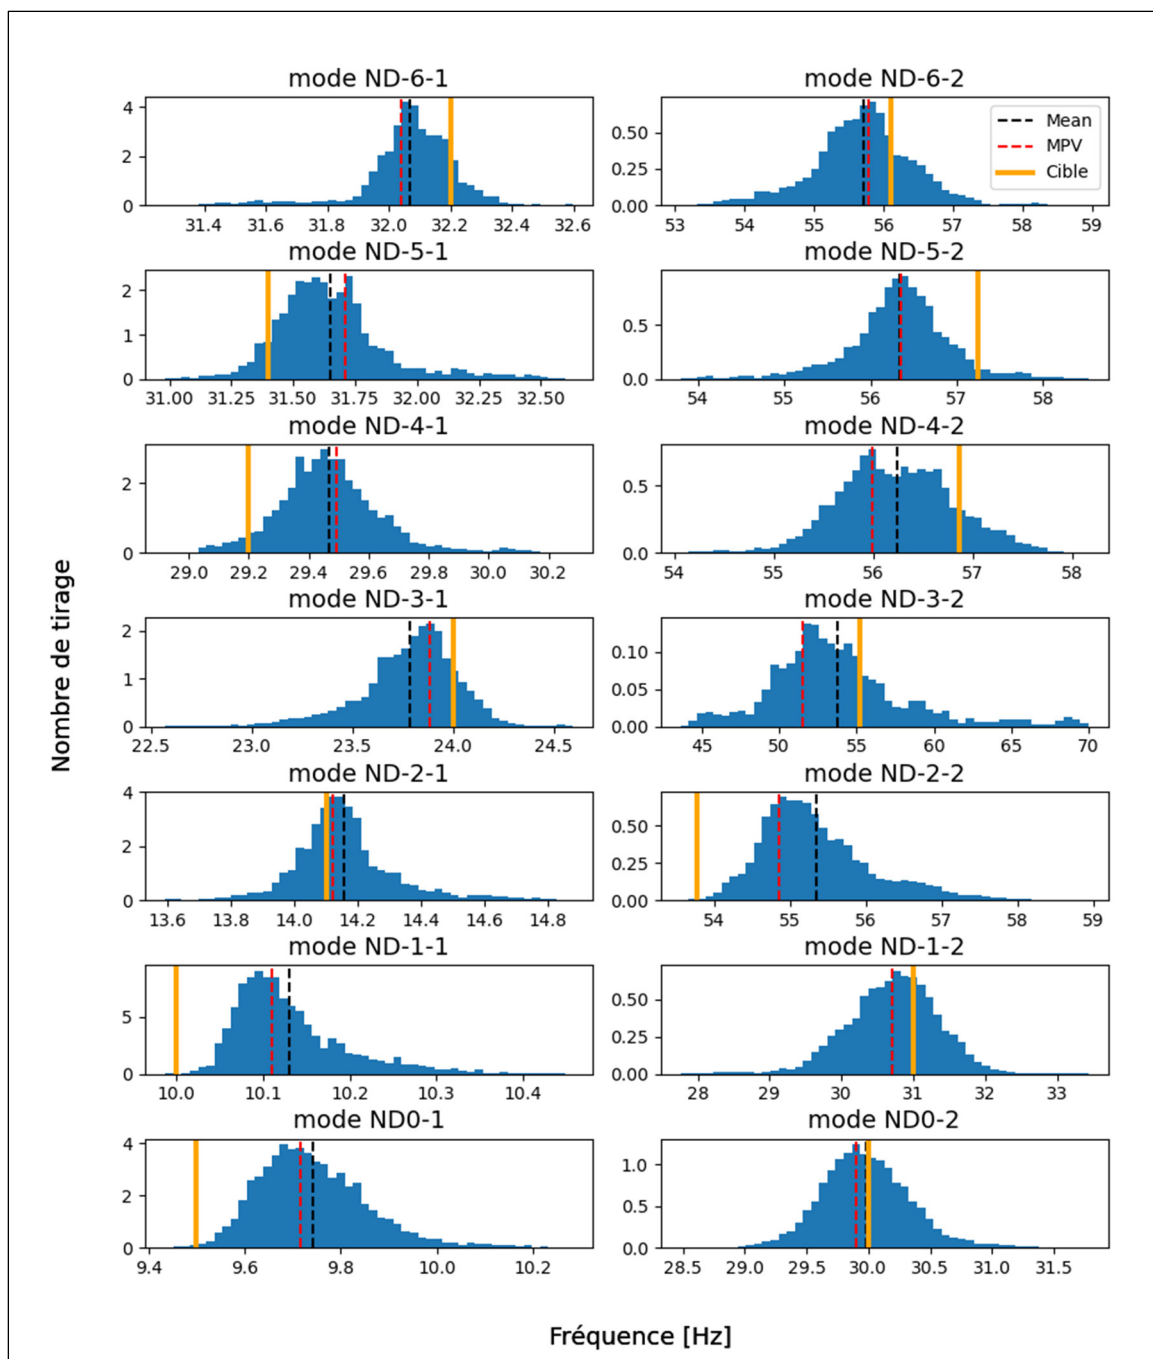 mode ND-6-1
4
2
0
31.4 31.6 31.8 32.0 32.2 32.4 32.6
mode ND-6-2
0.50
0.25
0.00
53 54 55 56 57 58 59
Mean
MPV
Cible
mode ND-5-1
2
1
0
31.00 31.25 31.50 31.75 32.00 32.25 32.50
mode ND-5-2
0.5
0.0
54 55 56 57 58
mode ND-4-1
2
0
29.0 29.2 29.4 29.6 29.8 30.0 30.2
mode ND-4-2
0.5
0.0
54 55 56 57 58
mode ND-3-1
2
1
0
22.5 23.0 23.5 24.0 24.5
mode ND-3-2
0.10
0.05
0.00
45 50 55 60 65 70
mode ND-2-1
4
2
0
13.6 13.8 14.0 14.2 14.4 14.6 14.8
mode ND-2-2
0.50
0.25
0.00
54 55 56 57 58 59
mode ND-1-1
5
0
10.0 10.1 10.2 10.3 10.4
mode ND-1-2
0.50
0.25
0.00
28 29 30 31 32 33
mode ND0-1
4
2
0
9.4 9.6 9.8 10.0 10.2
mode ND0-2
1.0
0.5
0.0
28.5 29.0 29.5 30.0 30.5 31.0 31.5
Nombre de tirage
Fréquence [Hz]